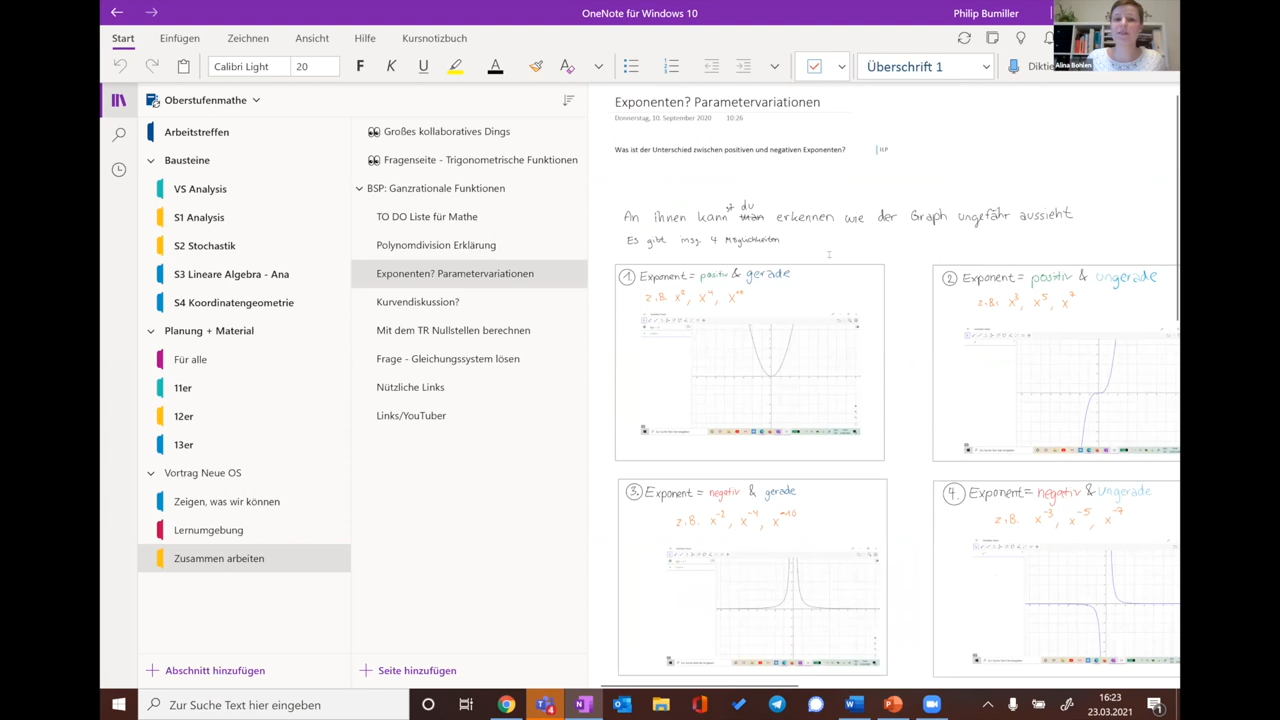 OneNote für Windows 10
Philip Bumiller
Alina Bohlen
Start
Einfügen
Zeichnen
Ansicht
Hilfe
Kursnotizbuch
Calibri Light
20
F
K
U
A
Überschrift 1
Diktie
Oberstufenmathe
Arbeitstreffen
Bausteine
VS Analysis
S1 Analysis
S2 Stochastik
S3 Lineare Algebra - Ana
S4 Koordatengeometrie
Planung + Material
Für alle
11er
12er
13er
Vortrag Neue OS
Zeigen, was wir können
Lernumgebung
Zusammen arbeiten
Abschnitt hinzufügen
👀 Großes kollaboratives Dings
👀 Fragenseite - Trigonometrische Funktionen
BSP: Ganzrationale Funktionen
TO DO Liste für Mathe
Polynomdivision Erklärung
Exponenten? Parametervariationen
Kurvendiskussion?
Mit dem TR Nullstellen berechnen
Frage - Gleichungssystem lösen
Nützliche Links
Links/YouTuber
Seite hinzufügen
Exponenten? Parametervariationen
Donnerstag, 10. September 2020 10:26
Was ist der Unterschied zwischen positiven und negativen Exponenten?
An ihnen kannst du man erkennen wie der Graph ungefähr aussieht
Es gibt insg. 4 Möglichkeiten
① Exponent = positiv & gerade
z.B. x², x⁴,
② Exponent = positiv & ungerade
z.B. x³, x⁵, x⁷
③ Exponent = negativ & gerade
z.B. x⁻², x⁻⁴, x⁻¹⁰
④ Exponent = negativ & Ungerade
z.B. x⁻³, x⁻⁵, x⁻⁷
Zur Suche Text hier eingeben
4
16:23
23.03.2021
1